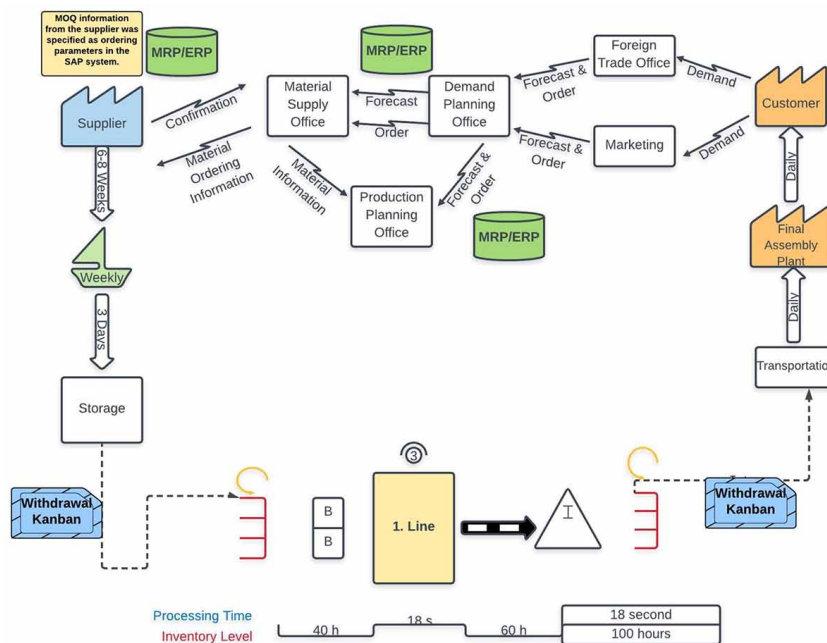 MOQ information
from the supplier was
specified as ordering
parameters in the
SAP system.
MRP/ERP
MRP/ERP
Foreign
Trade Office
Supplier
Confirmation
Material
Supply
Office
Forecast
Order
Demand
Planning
Office
Forecast &
Order
Demand
Customer
Marketing
Forecast &
Order
Demand
Material
Ordering
Information
Material
Information
Production
Planning
Office
Forecast &
Order
MRP/ERP
6-8 Weeks
Daily
Final
Assembly
Plant
Weekly
3 Days
Daily
Transportatio
Storage
3
Withdrawal
Kanban
B
B
1. Line
I
Withdrawal
Kanban
Processing Time
Inventory Level
40 h
18 s
60 h
18 second
100 hours